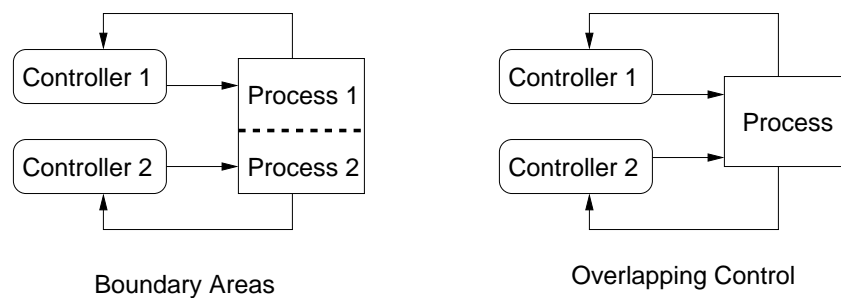 Controller 1
Process 1
Controller 2
Process 2
Boundary Areas
Controller 1
Process
Controller 2
Overlapping Control